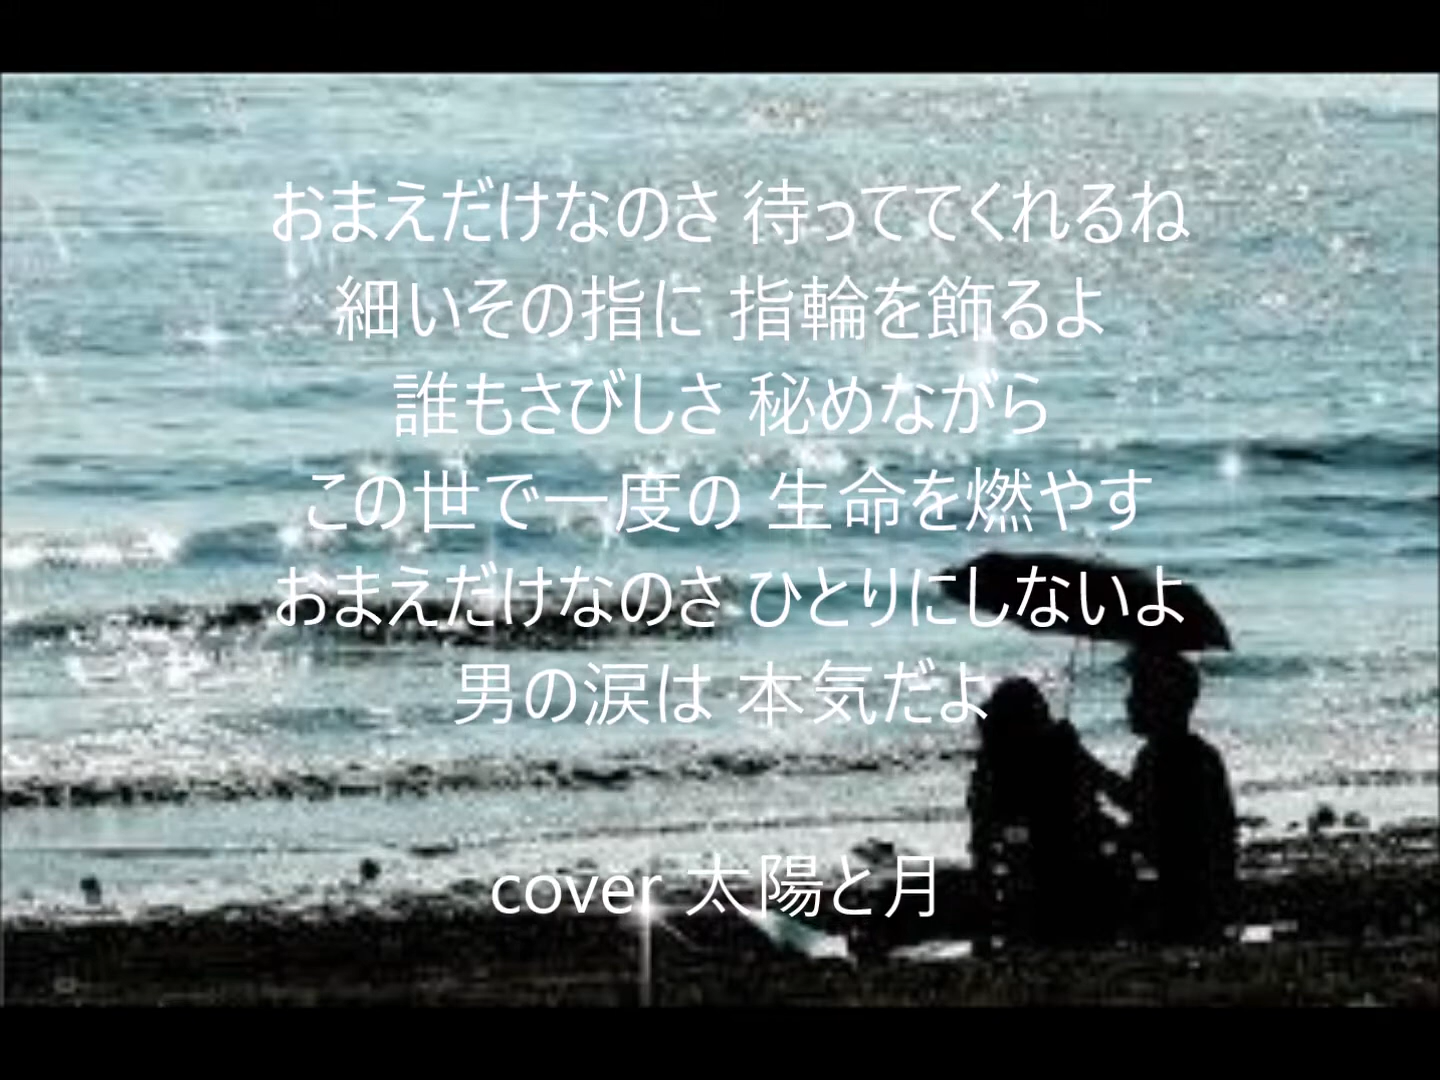 おまえだけなのさ 待っててくれるね
細いその指に 指輪を飾るよ
誰もさびしさ 秘めながら
この世で一度の 生命を燃やす
おまえだけなのさ ひとりにしないよ
男の涙は 本気だよ
cover 太陽と月